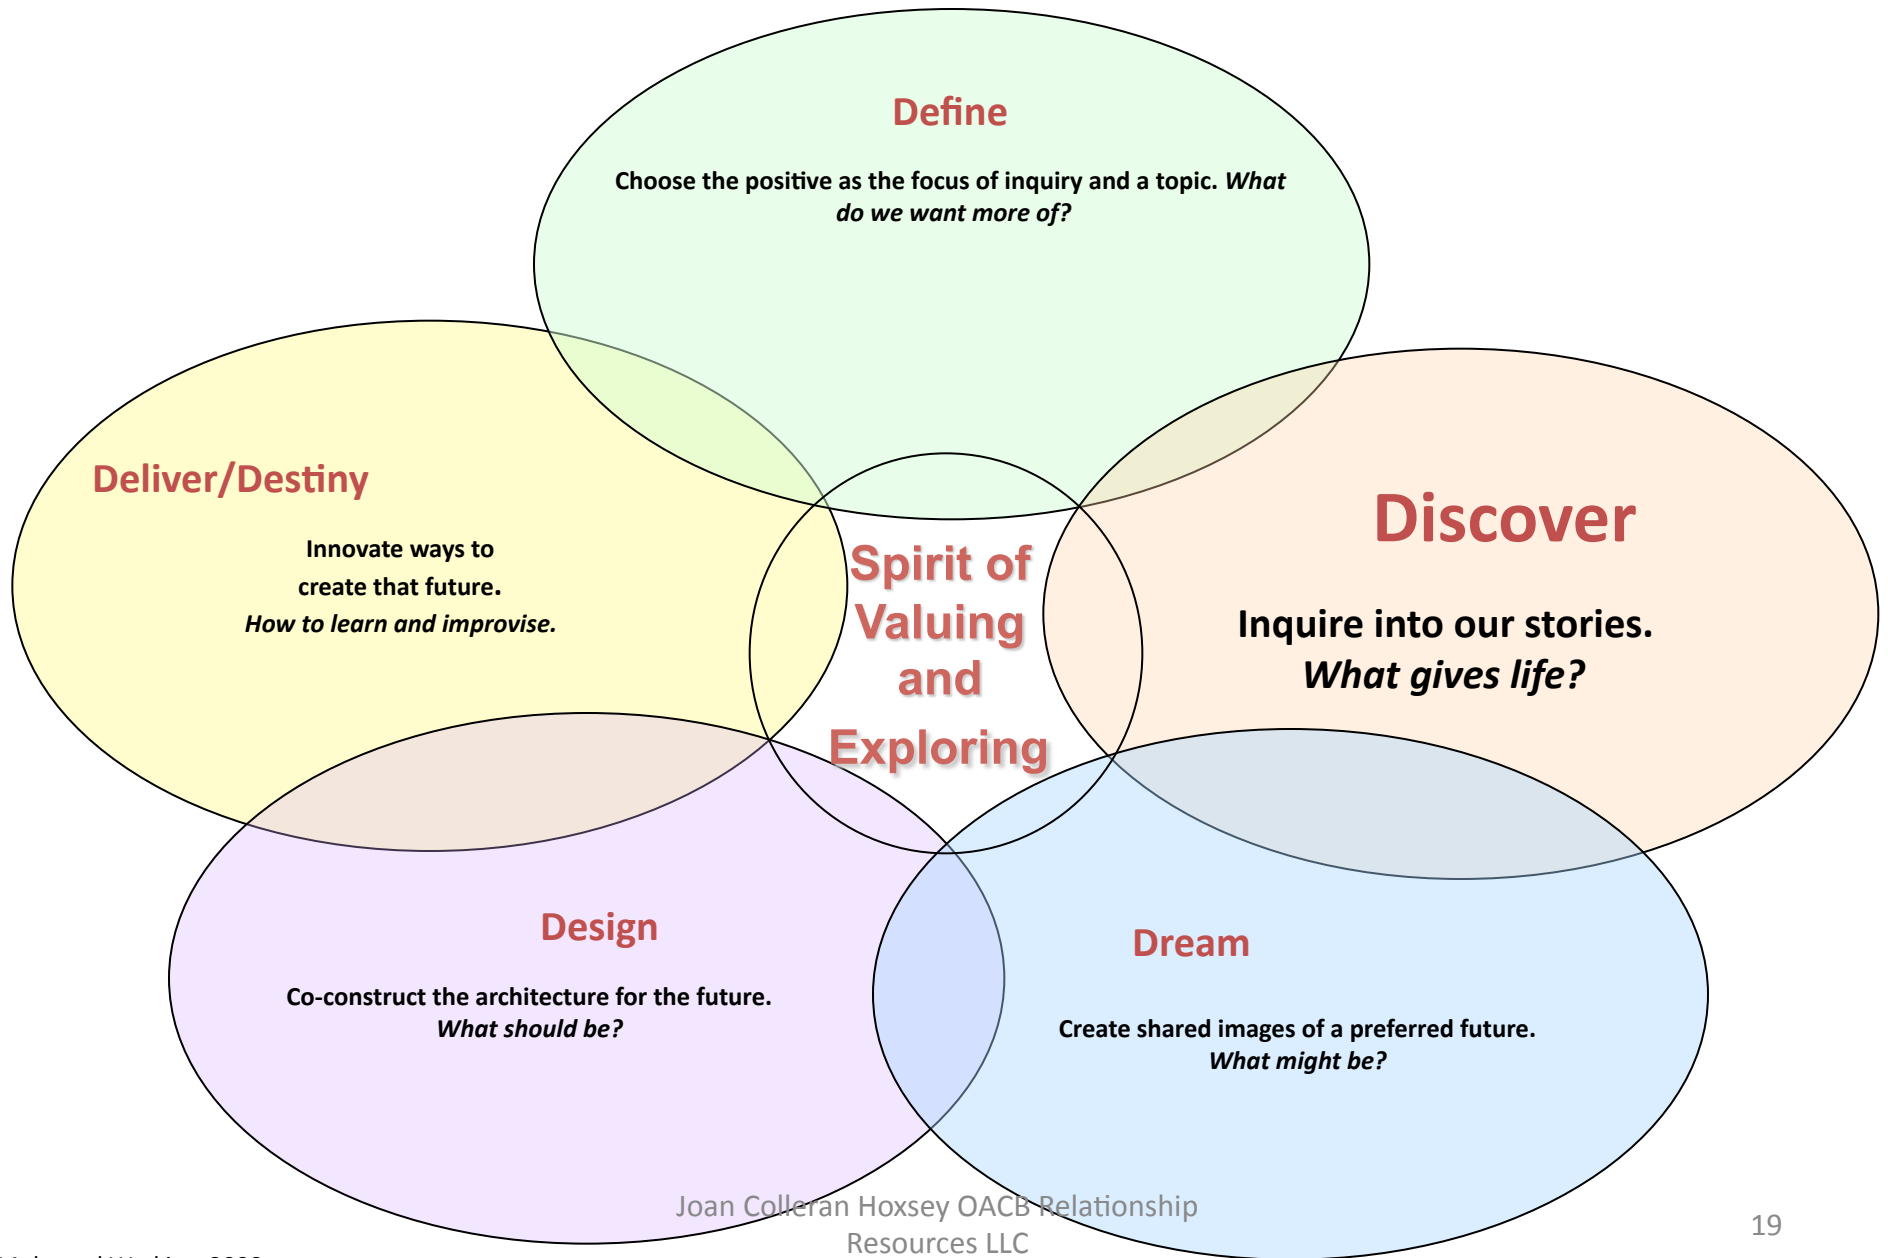 Define
Choose the positive as the focus of inquiry and a topic. What
do we want more of?
Deliver/Destiny
Innovate ways to
create that future.
How to learn and improvise.
Spirit of
Valuing
and
Exploring
Discover
Inquire into our stories.
What gives life?
Design
Co-construct the architecture for the future.
What should be?
Dream
Create shared images of a preferred future.
What might be?
Joan Colleran Hoxsey OACB Relationship
Resources LLC
19